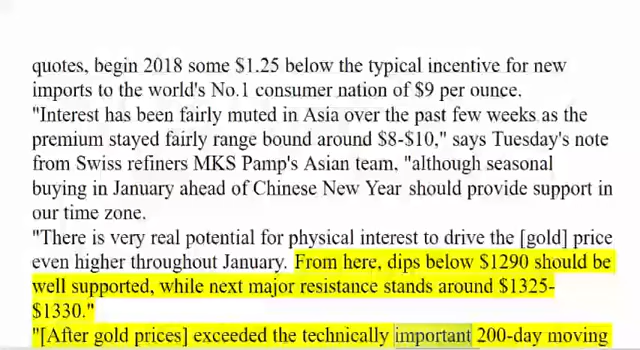 quotes, begin 2018 some $1.25 below the typical incentive for new
imports to the world's No.1 consumer nation of $9 per ounce.
"Interest has been fairly muted in Asia over the past few weeks as the
premium stayed fairly range bound around $8-$10," says Tuesday's note
from Swiss refiners MKS Pamp's Asian team, "although seasonal
buying in January ahead of Chinese New Year should provide support in
our time zone.
"There is very real potential for physical interest to drive the [gold] price
even higher throughout January. From here, dips below $1290 should be
well supported, while next major resistance stands around $1325-
$1330."
"[After gold prices] exceeded the technically important 200-day moving